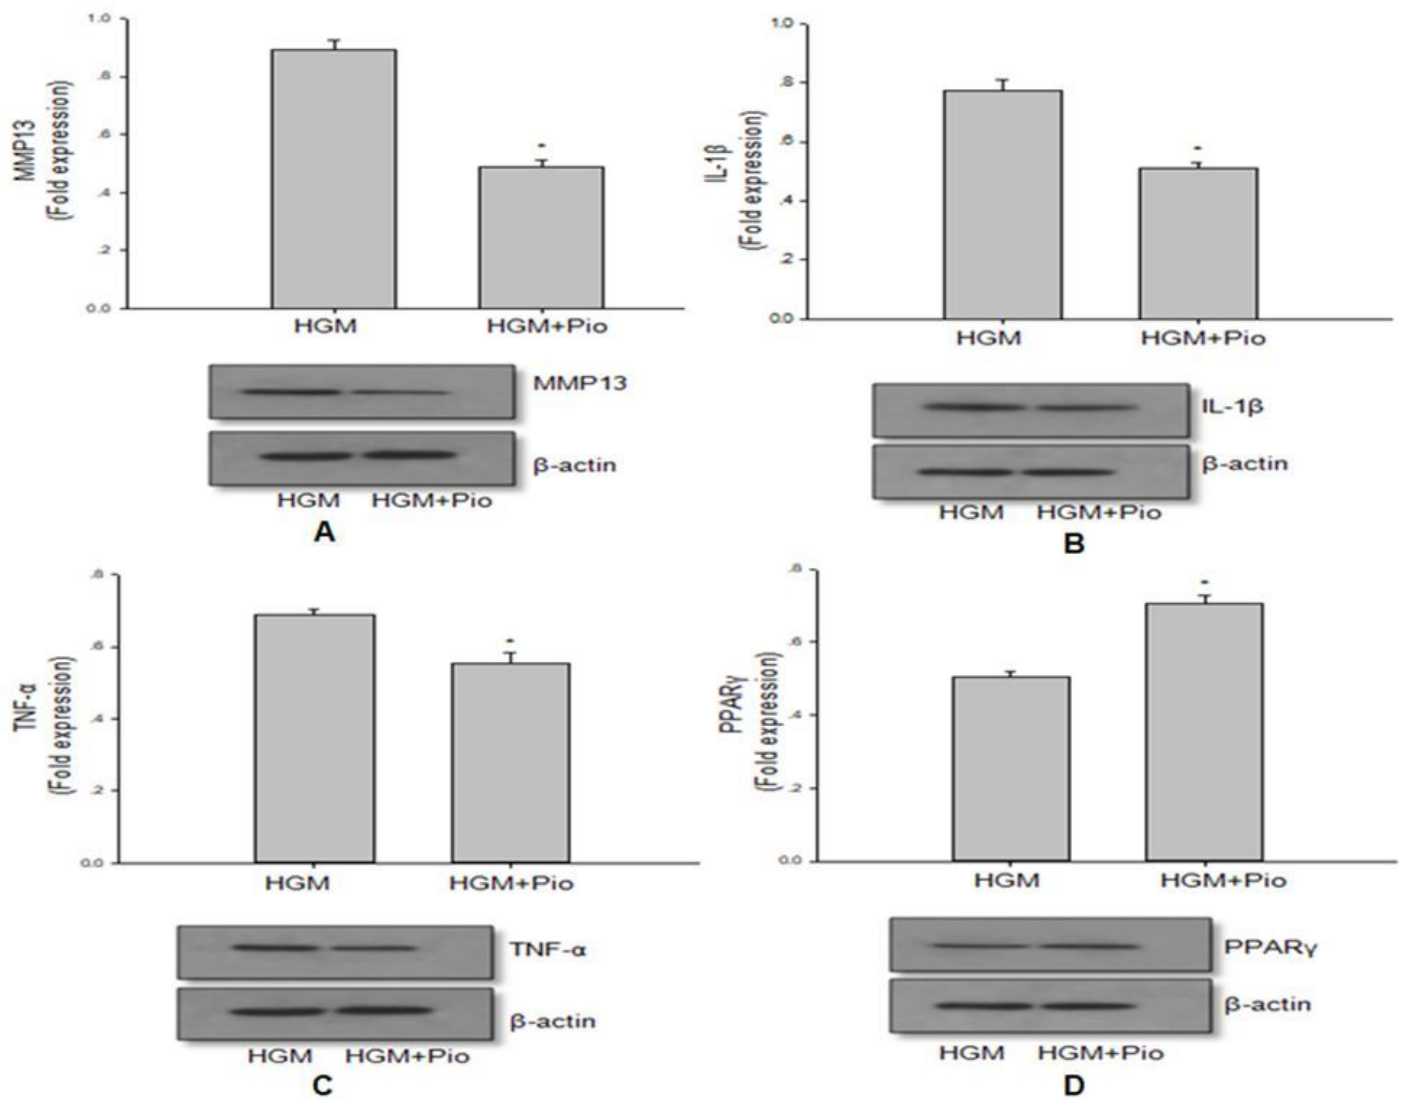 MMP13
(Fold expression)
1.0
.8
.6
.4
.2
0.0
*
HGM HGM+Pio
MMP13
β-actin
HGM HGM+Pio
A
IL-1β
(Fold expression)
1.0
.8
.6
.4
.2
0.0
*
HGM HGM+Pio
IL-1β
β-actin
HGM HGM+Pio
B
TNF-α
(Fold expression)
.8
.6
.4
.2
0.0
*
HGM HGM+Pio
TNF-α
β-actin
HGM HGM+Pio
C
PPARγ
(Fold expression)
.8
.6
.4
.2
0.0
*
HGM HGM+Pio
PPARγ
β-actin
HGM HGM+Pio
D